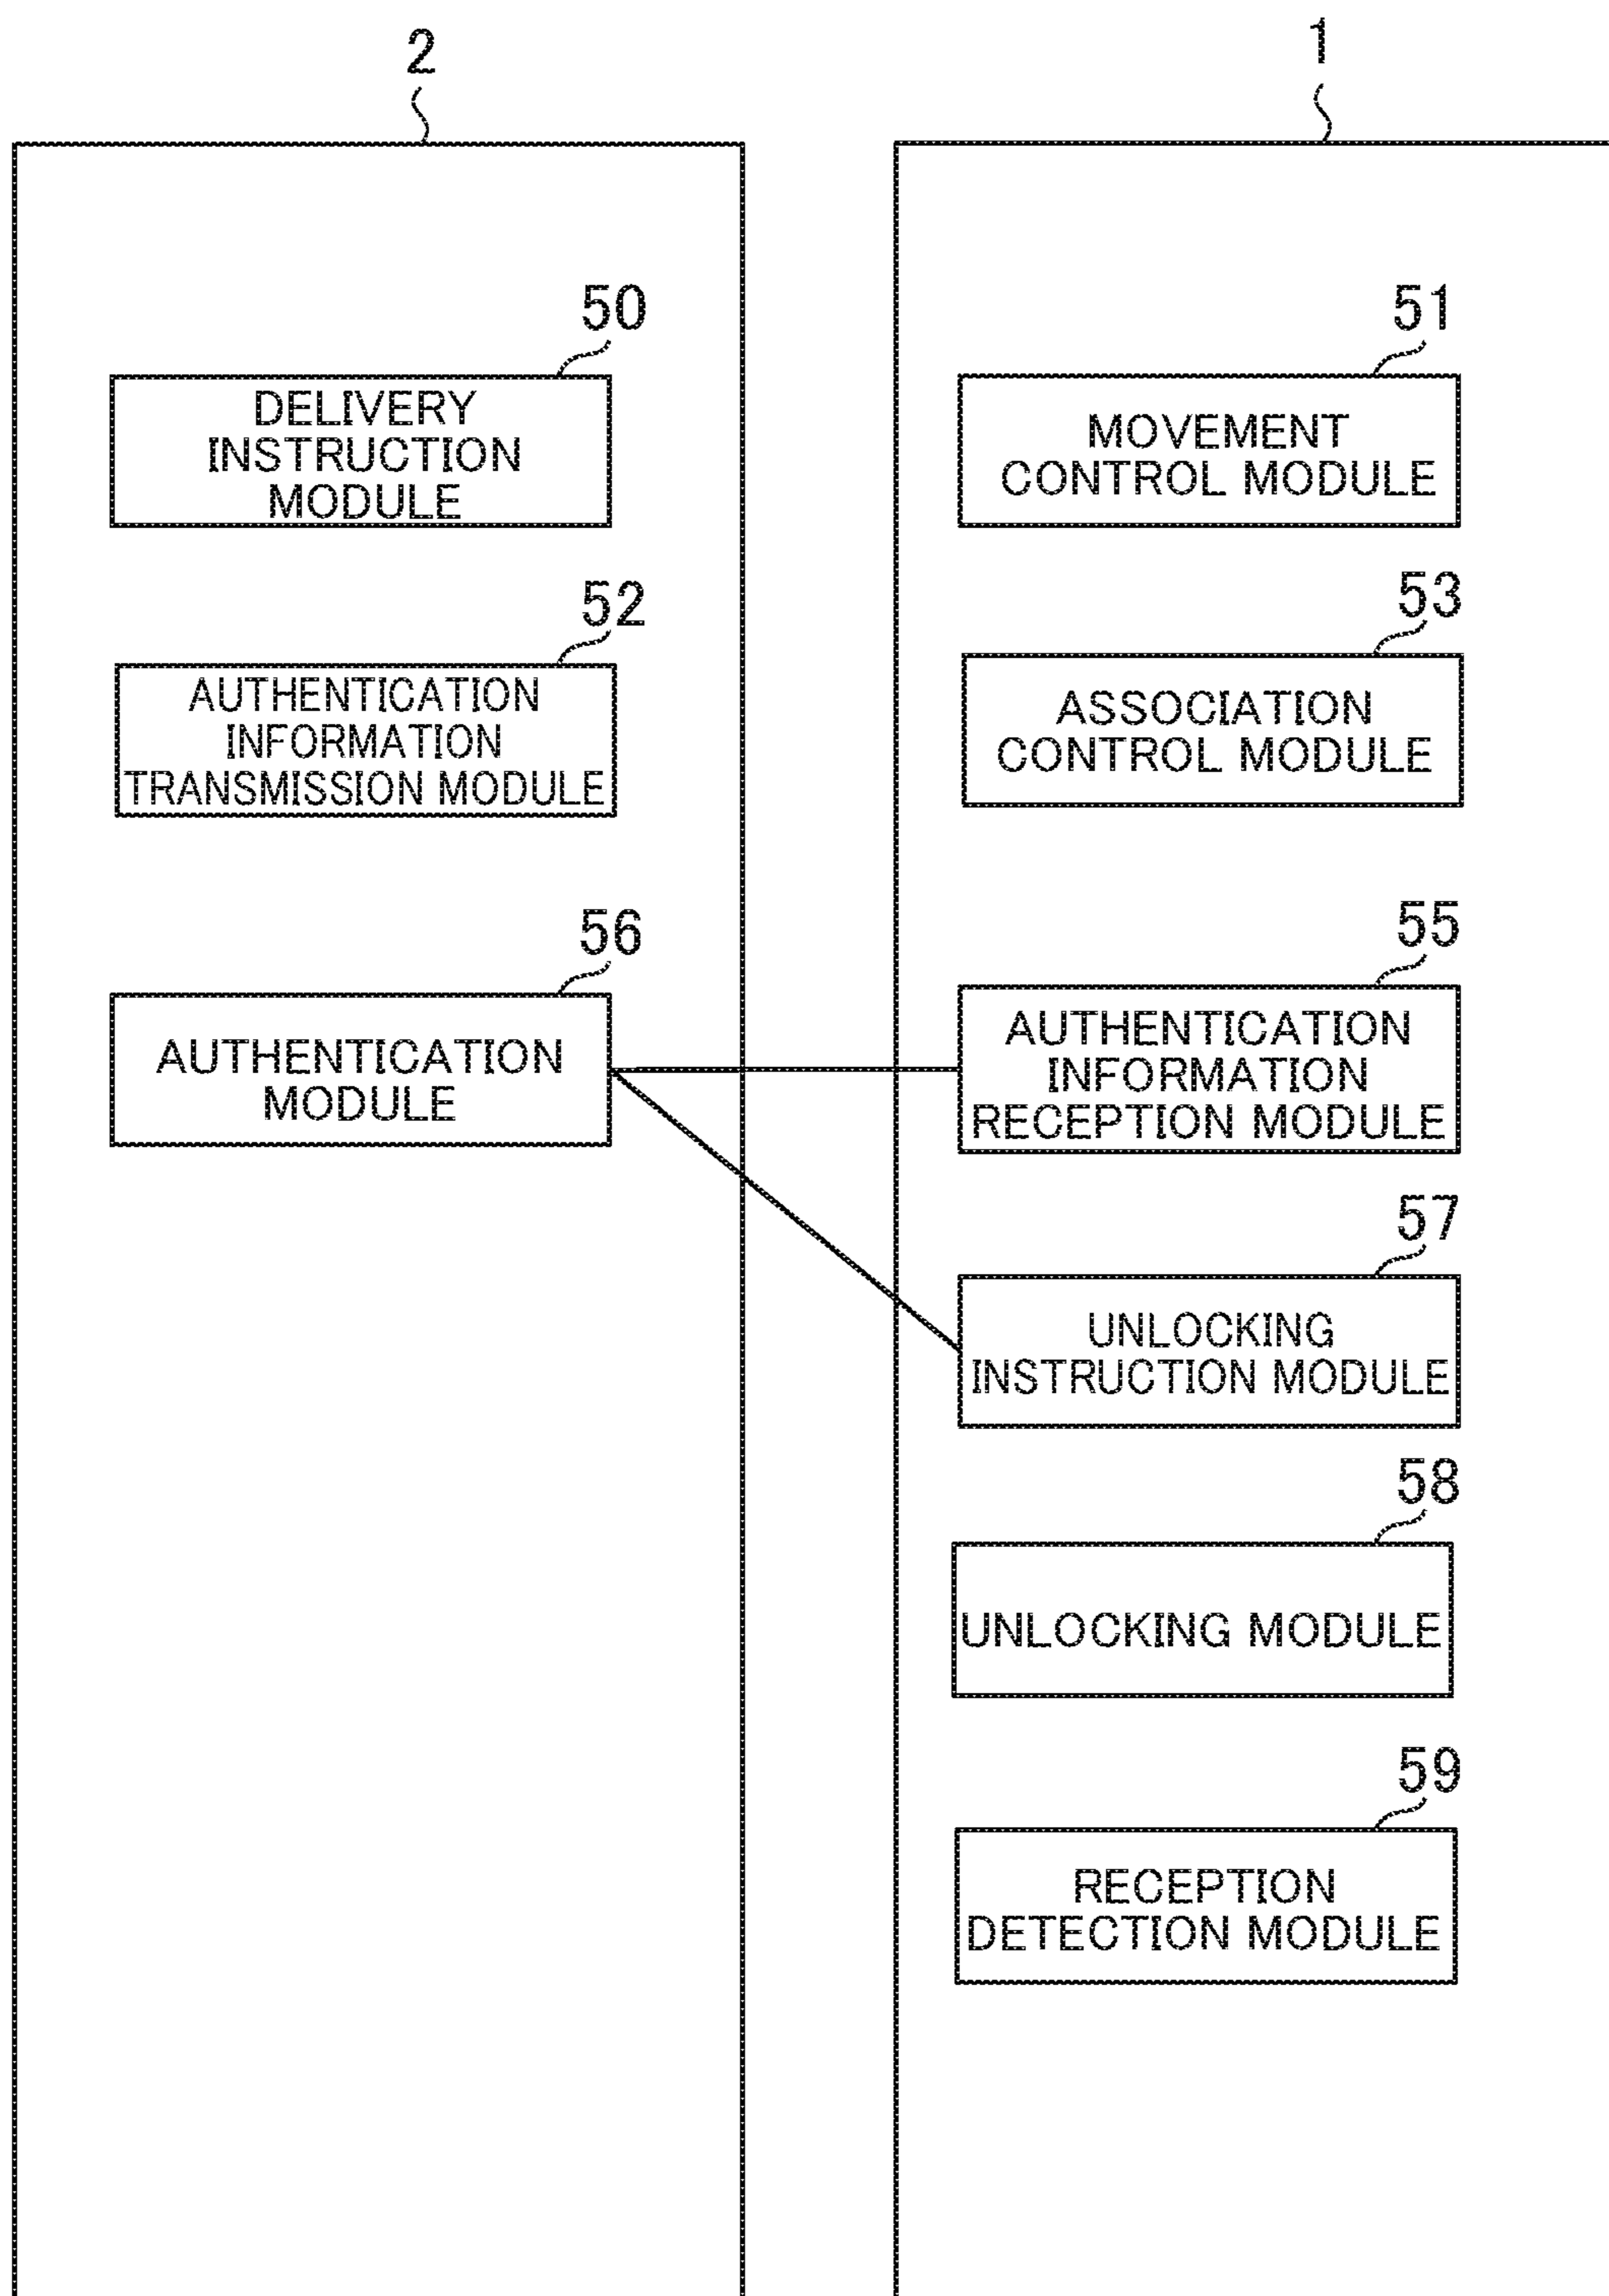 2
50
DELIVERY
INSTRUCTION
MODULE
52
AUTHENTICATION
INFORMATION
TRANSMISSION MODULE
56
AUTHENTICATION
MODULE
1
51
MOVEMENT
CONTROL MODULE
53
ASSOCIATION
CONTROL MODULE
55
AUTHENTICATION
INFORMATION
RECEPTION MODULE
57
UNLOCKING
INSTRUCTION MODULE
58
UNLOCKING MODULE
59
RECEPTION
DETECTION MODULE